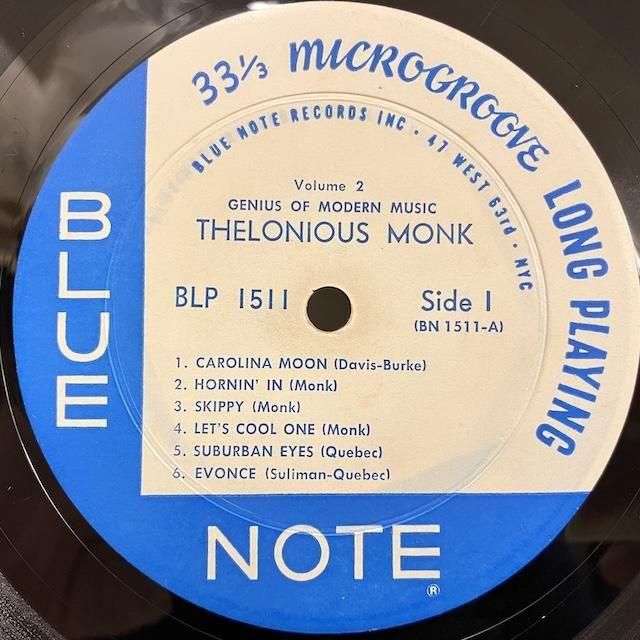 33⅓ MICROGROOVE LONG PLAYING
BLUE NOTE RECORDS INC · 47 WEST 63rd · NYC
Volume 2
GENIUS OF MODERN MUSIC
THELONIOUS MONK
BLP 1511
Side 1
(BN 1511-A)
1. CAROLINA MOON (Davis-Burke)
2. HORNIN' IN (Monk)
3. SKIPPY (Monk)
4. LET'S COOL ONE (Monk)
5. SUBURBAN EYES (Quebec)
6. EVONCE (Suliman-Quebec)
BLUE
NOTE
®